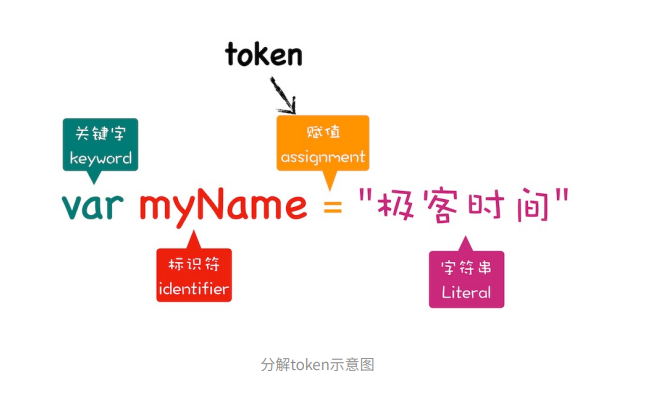 token
关键字
keyword
赋值
assignment
var myName = "极客时间"
标识符
identifier
字符串
Literal
分解token示意图